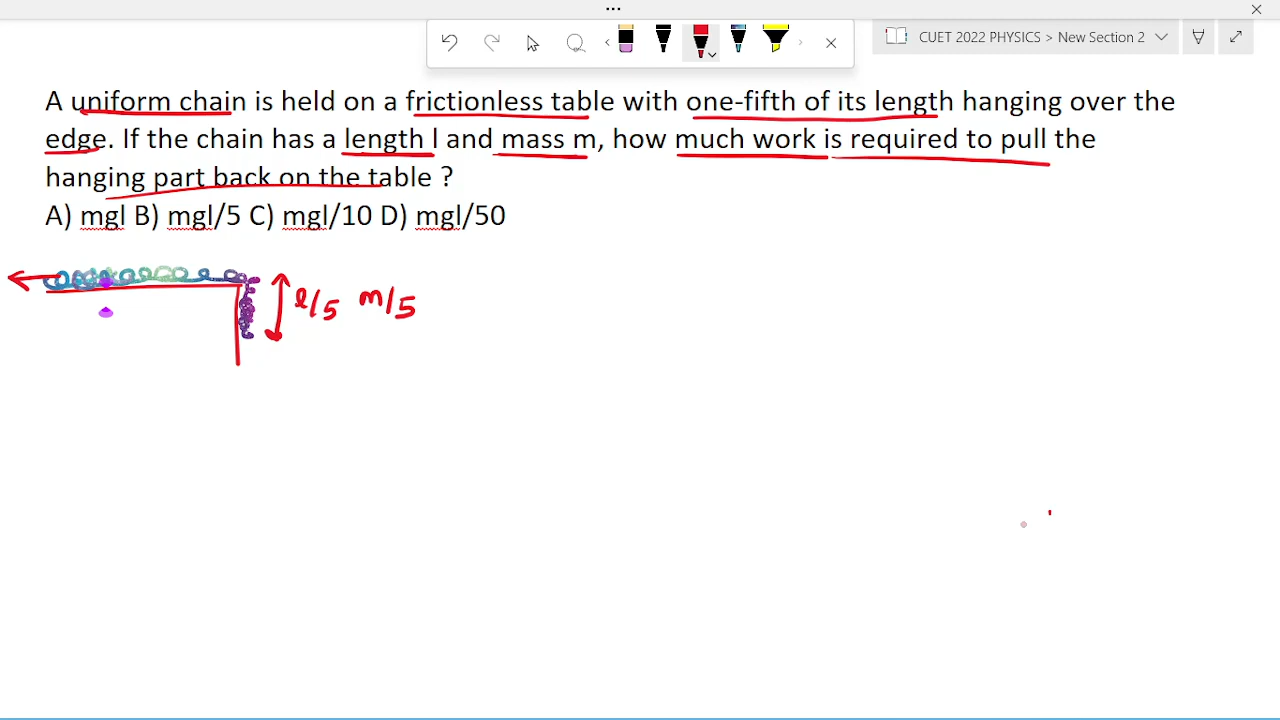 ...
CUET 2022 PHYSICS > New Section 2
A uniform chain is held on a frictionless table with one-fifth of its length hanging over the
edge. If the chain has a length l and mass m, how much work is required to pull the
hanging part back on the table ?
A) mgl B) mgl/5 C) mgl/10 D) mgl/50
l/5 m/5